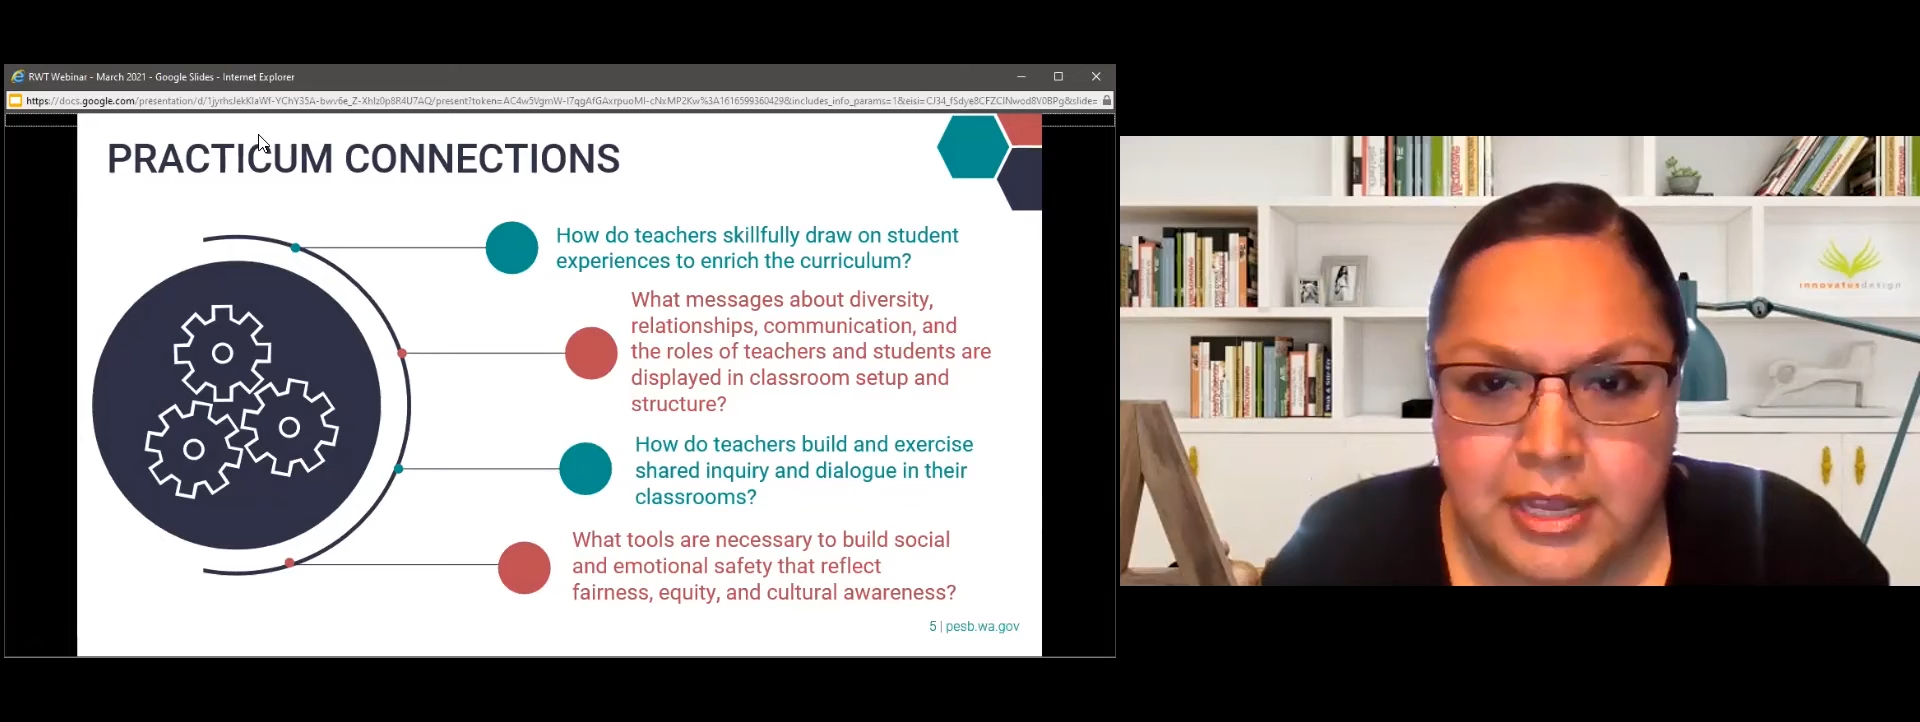 RWT Webinar - March 2021 - Google Slides - Internet Explorer
PRACTICUM CONNECTIONS
How do teachers skillfully draw on student
experiences to enrich the curriculum?
What messages about diversity,
relationships, communication, and
the roles of teachers and students are
displayed in classroom setup and
structure?
How do teachers build and exercise
shared inquiry and dialogue in their
classrooms?
What tools are necessary to build social
and emotional safety that reflect
fairness, equity, and cultural awareness?
5 | pesb.wa.gov
innovatusdesign